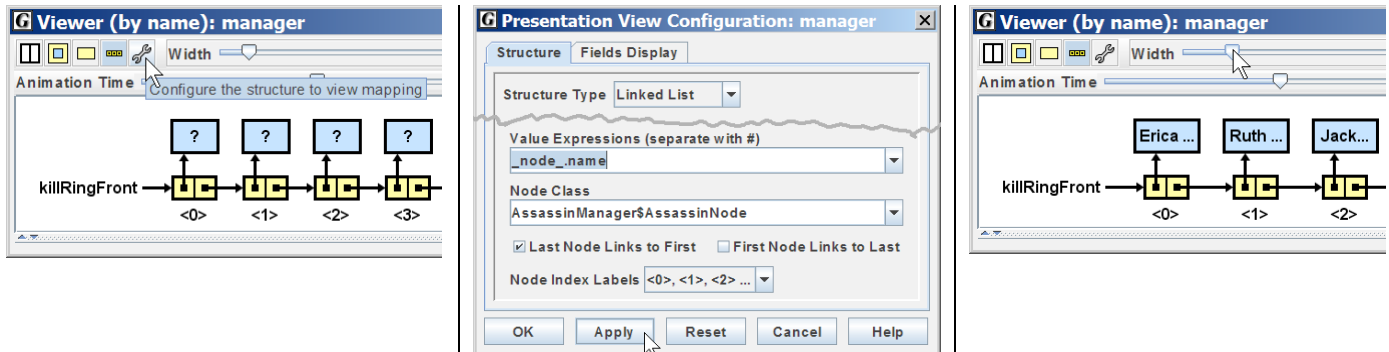 Viewer (by name): manager
Width
Animation Time
Configure the structure to view mapping
? ? ? ?
killRingFront
<0> <1> <2> <3>
Presentation View Configuration: manager
Structure Fields Display
Structure Type Linked List
Value Expressions (separate with #)
_node_.name
Node Class
AssassinManager$AssassinNode
Last Node Links to First First Node Links to Last
Node Index Labels <0>, <1>, <2> ...
OK Apply Reset Cancel Help
Viewer (by name): manager
Width
Animation Time
Erica ... Ruth ... Jack...
killRingFront
<0> <1> <2>